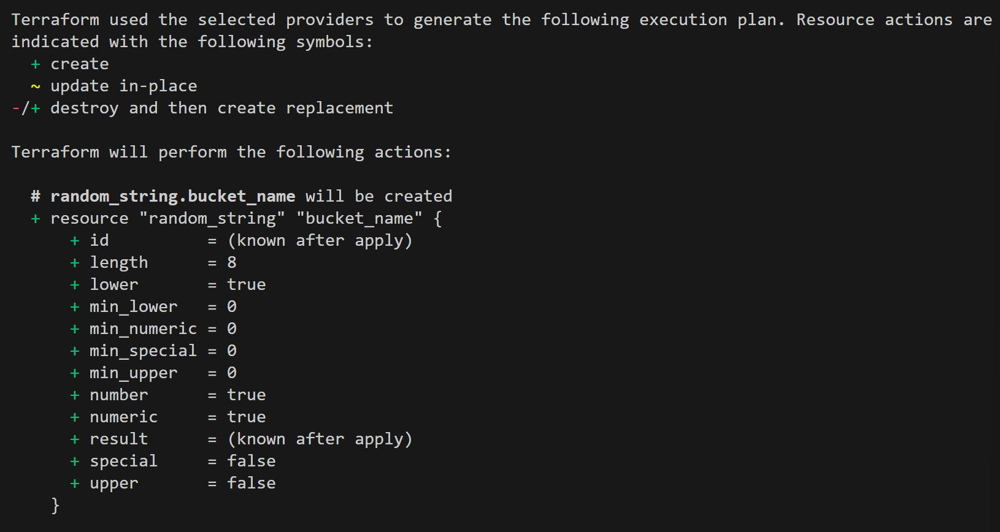 Terraform used the selected providers to generate the following execution plan. Resource actions are
indicated with the following symbols:
  + create
  ~ update in-place
-/+ destroy and then create replacement

Terraform will perform the following actions:

  # random_string.bucket_name will be created
  + resource "random_string" "bucket_name" {
      + id          = (known after apply)
      + length      = 8
      + lower       = true
      + min_lower   = 0
      + min_numeric = 0
      + min_special = 0
      + min_upper   = 0
      + number      = true
      + numeric     = true
      + result      = (known after apply)
      + special     = false
      + upper       = false
    }